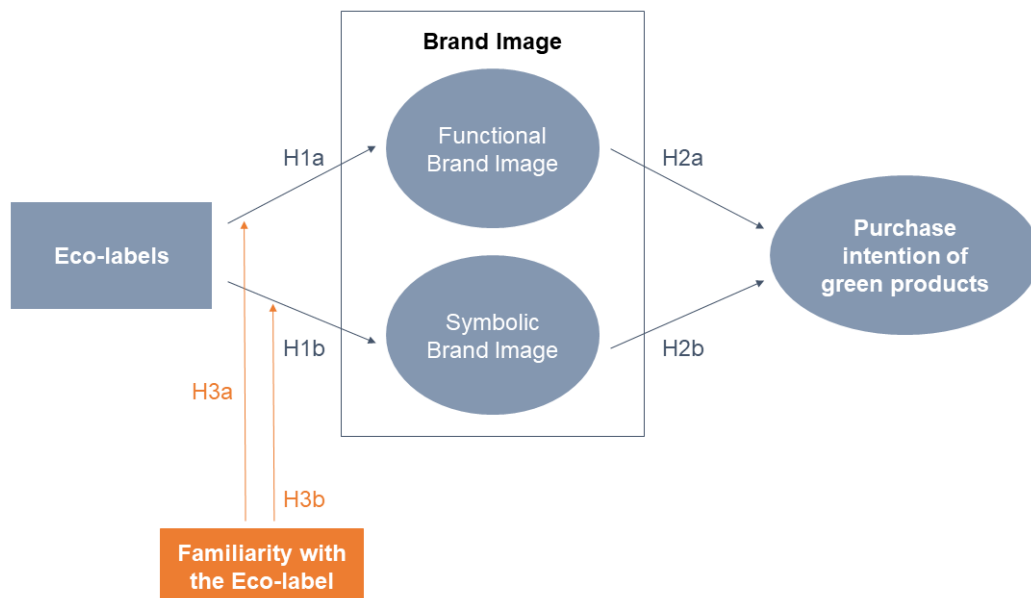 Brand Image
Functional
Brand Image
H1a
H2a
Eco-labels
Purchase
intention of
green products
Symbolic
Brand Image
H1b
H2b
H3a
H3b
Familiarity with
the Eco-label